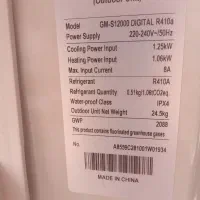 (Outdoor Unit)
Model GM-S12000 DIGITAL R410a
Power Supply 220-240V~/50Hz
Cooling Power Input 1.25kW
Heating Power Input 1.06kW
Max. Input Current 8A
Refrigerant R410A
Refrigerant Quantity 0.51kg/1.06tCO2eq.
Water-proof Class IPX4
Outdoor Unit Net Weight 24.5kg
GWP 2088
This product contains fluorinated greenhouse gases
No.
MADE IN CHINA